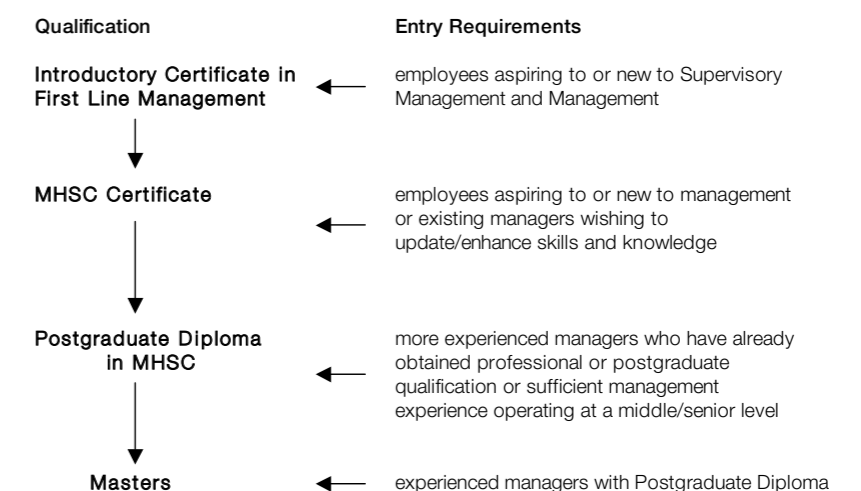 Qualification
Entry Requirements
Introductory Certificate in
First Line Management
employees aspiring to or new to Supervisory
Management and Management
MHSC Certificate
employees aspiring to or new to management
or existing managers wishing to
update/enhance skills and knowledge
Postgraduate Diploma
in MHSC
more experienced managers who have already
obtained professional or postgraduate
qualification or sufficient management
experience operating at a middle/senior level
Masters
experienced managers with Postgraduate Diploma